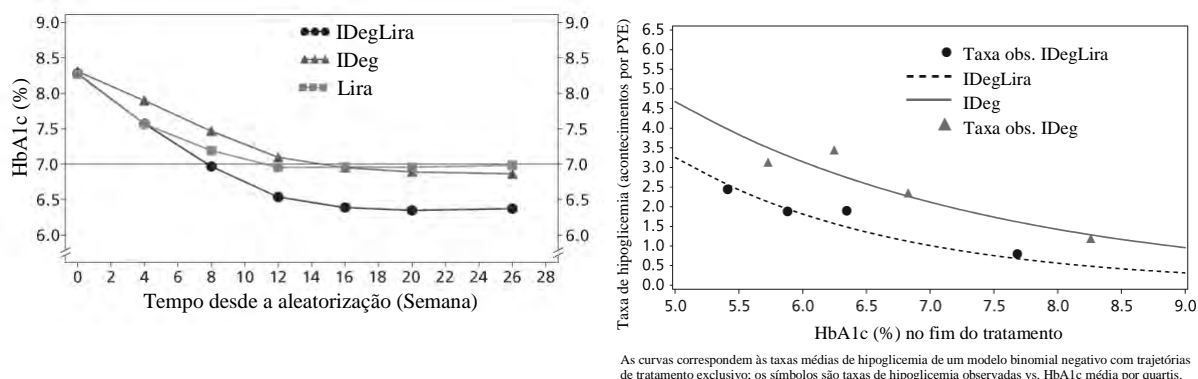 9.0
8.5
8.0
7.5
7.0
6.5
6.0
HbA1c (%)
IDegLira
IDeg
Lira
9.0
8.5
8.0
7.5
7.0
6.5
6.0
0 2 4 6 8 10 12 14 16 18 20 22 24 26 28
Tempo desde a aleatorização (Semana)
Taxa de hipoglicemia (acontecimentos por PYE)
6.5
6.0
5.5
5.0
4.5
4.0
3.5
3.0
2.5
2.0
1.5
1.0
0.5
0.0
Taxa obs. IDegLira
IDegLira
IDeg
Taxa obs. IDeg
5.0 5.5 6.0 6.5 7.0 7.5 8.0 8.5 9.0
HbA1c (%) no fim do tratamento
As curvas correspondem às taxas médias de hipoglicemia de um modelo binomial negativo com trajetórias
de tratamento exclusivo; os símbolos são taxas de hipoglicemia observadas vs. HbA1c média por quartis.